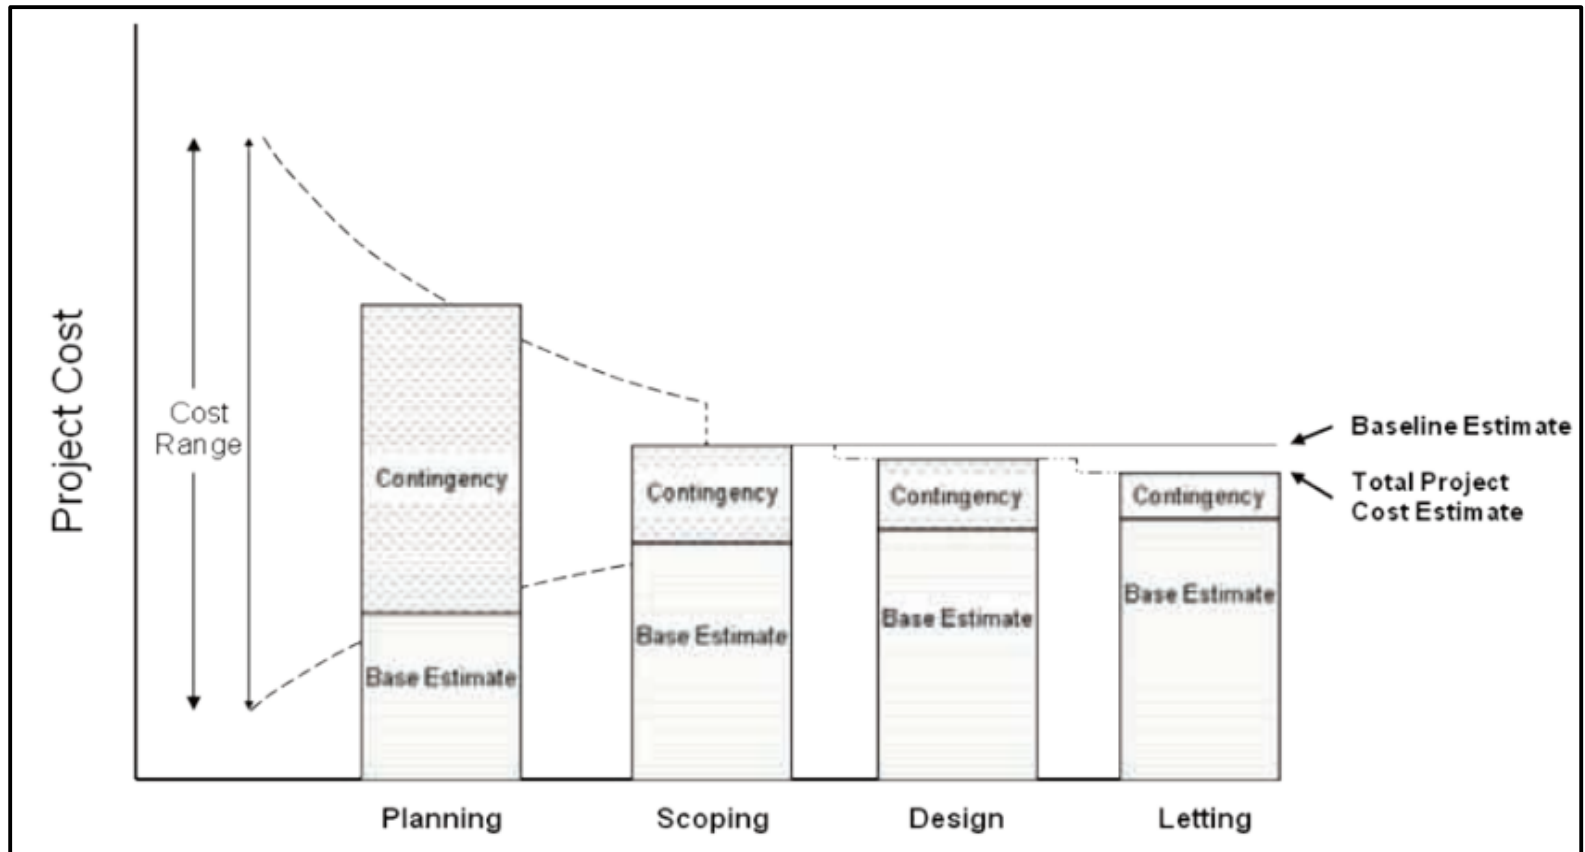 Project Cost
Cost
Range
Contingency
Base Estimate
Contingency
Base Estimate
Contingency
Base Estimate
Contingency
Base Estimate
Baseline Estimate
Total Project
Cost Estimate
Planning
Scoping
Design
Letting